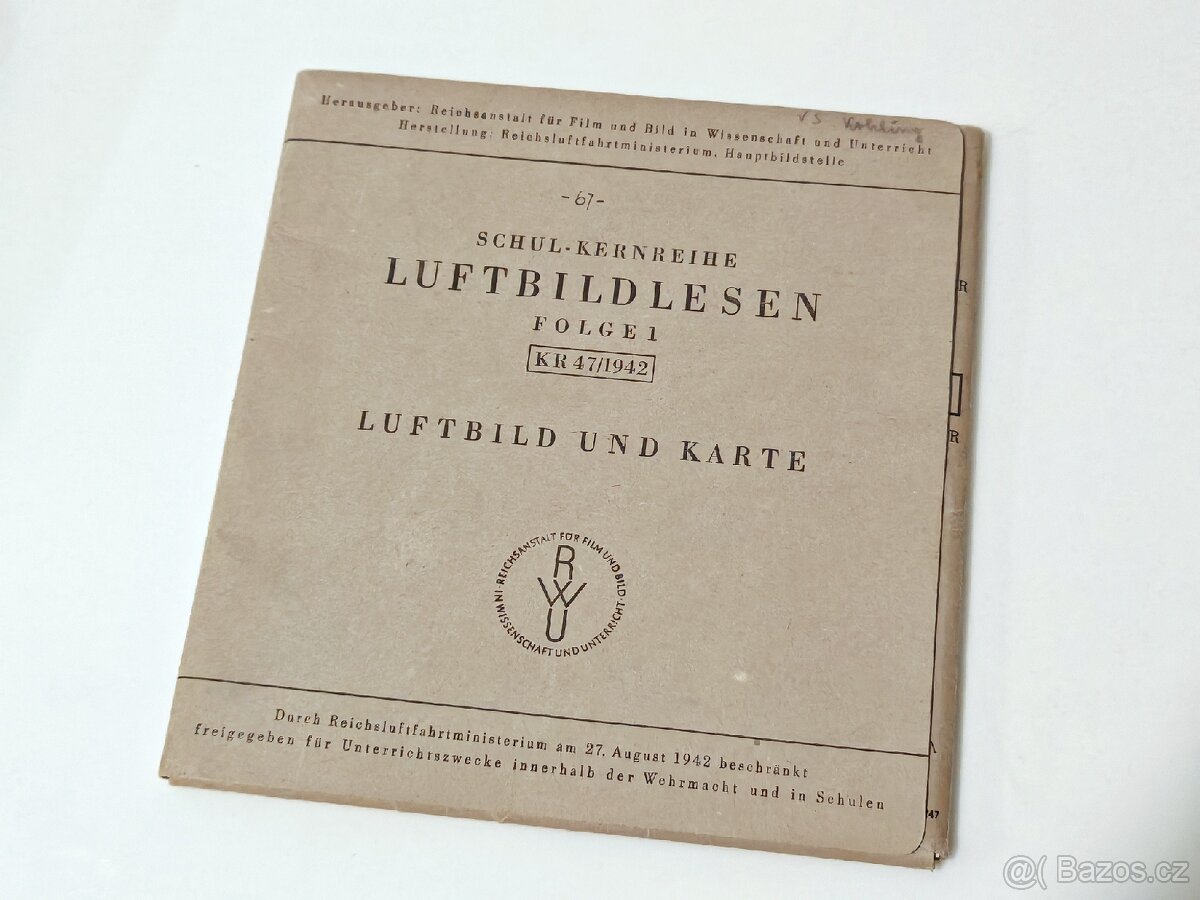 VS
Herausgeber: Reichsanstalt für Film und Bild in Wissenschaft und Unterricht
Herstellung: Reichsluftfahrtministerium, Hauptbildstelle
-67-
SCHUL-KERNREIHE
LUFTBILDLESEN
FOLGE 1
KR 47/1942
LUFTBILD UND KARTE
REICHSANSTALT FÜR FILM UND BILD · IN WISSENSCHAFT UND UNTERRICHT ·
R
W
U
Durch Reichsluftfahrtministerium am 27. August 1942 beschränkt
freigegeben für Unterrichtszwecke innerhalb der Wehrmacht und in Schulen
R
R
747
@( Bazos.cz